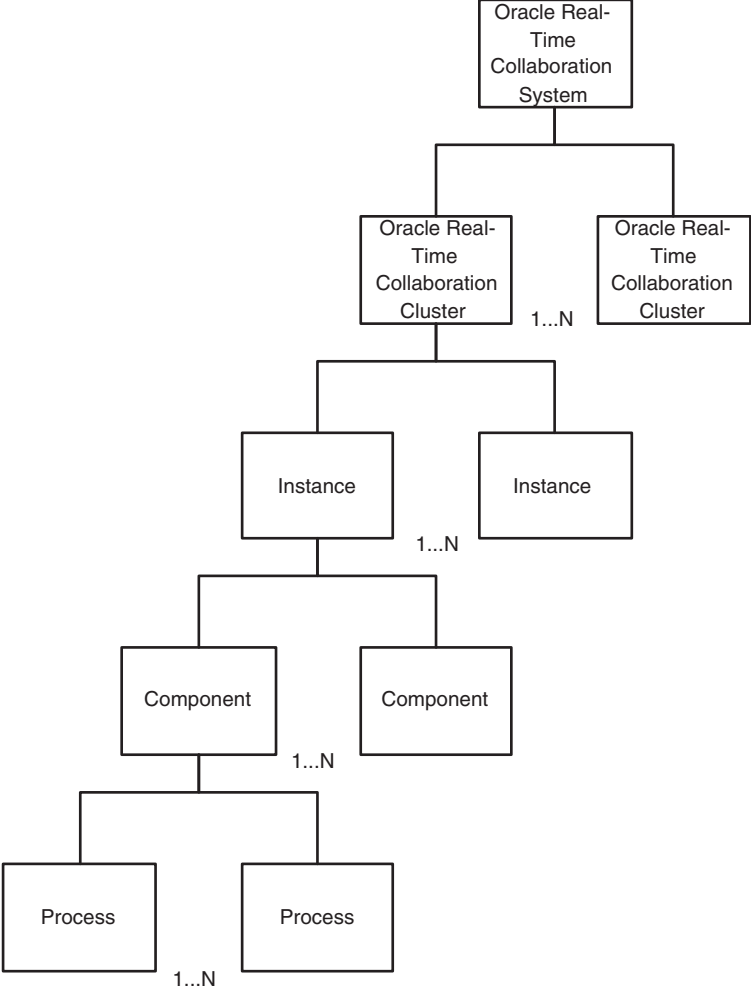 Oracle Real-
Time
Collaboration
System
Oracle Real-
Time
Collaboration
Cluster
1...N
Oracle Real-
Time
Collaboration
Cluster
Instance
1...N
Instance
Component
1...N
Component
Process
1...N
Process